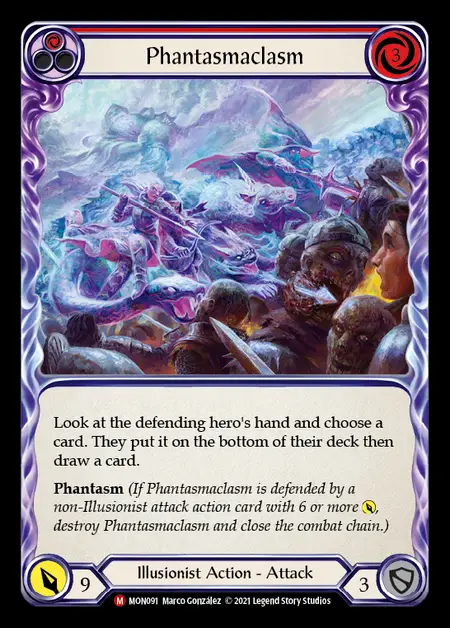 Phantasmaclasm
3
Look at the defending hero's hand and choose a
card. They put it on the bottom of their deck then
draw a card.
Phantasm (If Phantasmaclasm is defended by a
non-Illusionist attack action card with 6 or more ,
destroy Phantasmaclasm and close the combat chain.)
9
Illusionist Action - Attack
3
M MON091 Marco González © 2021 Legend Story Studios